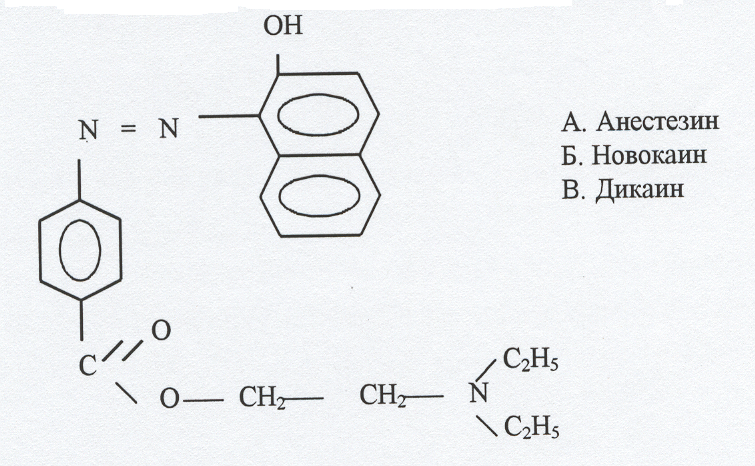 OH
N = N
А. Анестезин
Б. Новокаин
В. Дикаин
O
C
C₂H₅
O — CH₂ — CH₂ — N
C₂H₅